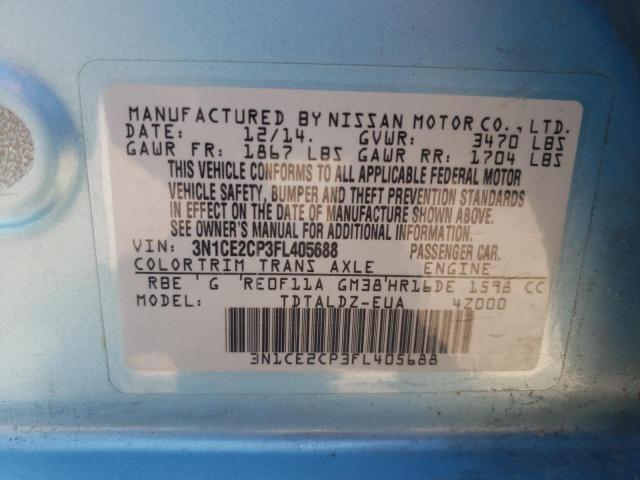 MANUFACTURED BY NISSAN MOTOR CO., LTD.
DATE: 12/14. GVWR: 3470 LBS
GAWR FR: 1867 LBS GAWR RR: 1704 LBS
THIS VEHICLE CONFORMS TO ALL APPLICABLE FEDERAL MOTOR
VEHICLE SAFETY, BUMPER AND THEFT PREVENTION STANDARDS
IN EFFECT ON THE DATE OF MANUFACTURE SHOWN ABOVE.
SEE OWNER'S MANUAL FOR ADDITIONAL INFORMATION.
VIN: 3N1CE2CP3FL405688 PASSENGER CAR.
COLOR TRIM TRANS AXLE ENGINE
RBE G RE0F11A GM38 HR16DE 1598 CC
MODEL: TDTALDZ-EUA 4Z000
3N1CE2CP3FL405688